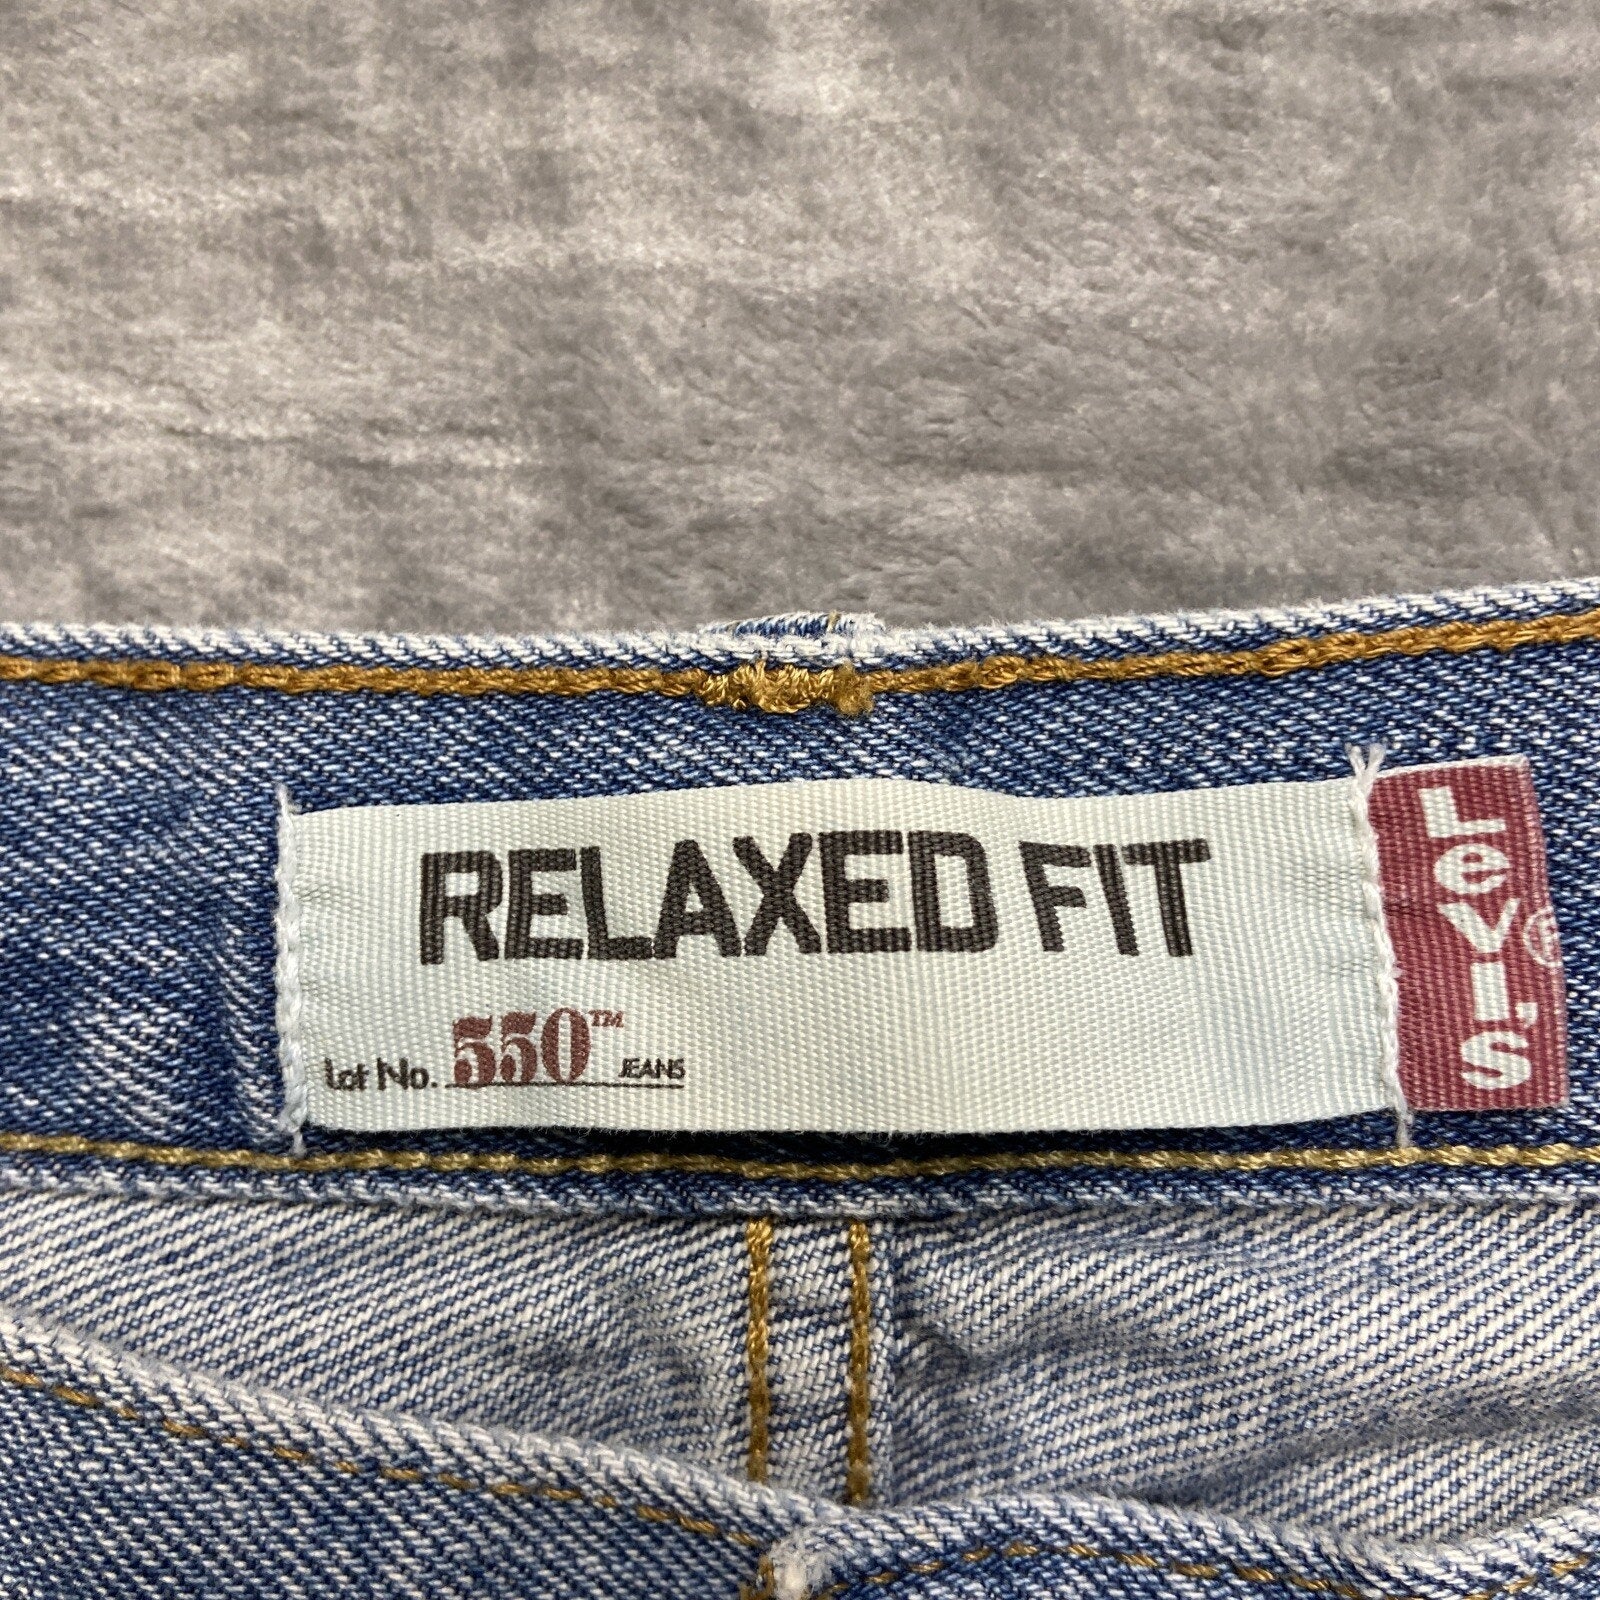 RELAXED FIT
Lot No. 550™ JEANS
LeVI'S ®